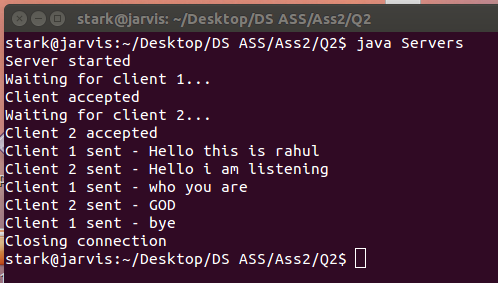 stark@jarvis: ~/Desktop/DS ASS/Ass2/Q2
stark@jarvis:~/Desktop/DS ASS/Ass2/Q2$ java Servers
Server started
Waiting for client 1...
Client accepted
Waiting for client 2...
Client 2 accepted
Client 1 sent - Hello this is rahul
Client 2 sent - Hello i am listening
Client 1 sent - who you are
Client 2 sent - GOD
Client 1 sent - bye
Closing connection
stark@jarvis:~/Desktop/DS ASS/Ass2/Q2$